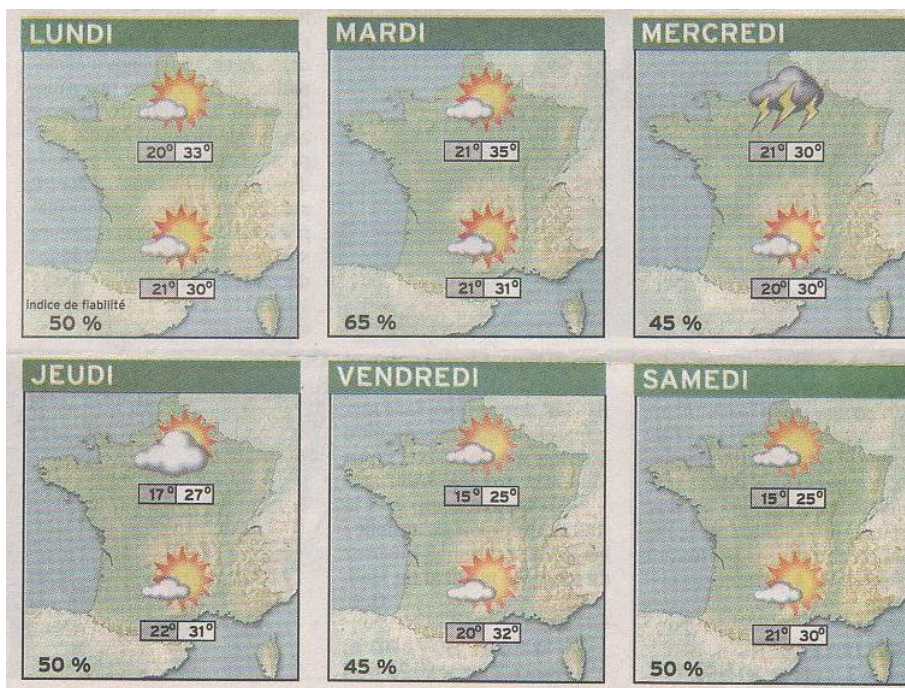 LUNDI
20° 33°
21° 30°
indice de fiabilité
50 %
MARDI
21° 35°
21° 31°
65 %
MERCREDI
21° 30°
20° 30°
45 %
JEUDI
17° 27°
22° 31°
50 %
VENDREDI
15° 25°
20° 32°
45 %
SAMEDI
15° 25°
21° 30°
50 %